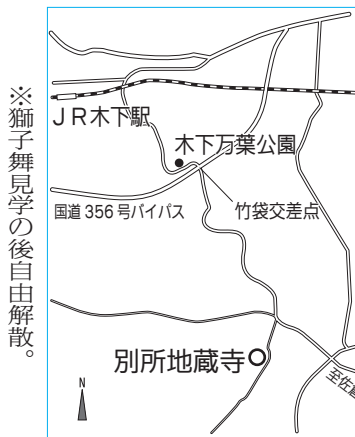 ※獅子舞見学の後自由解散。
JR木下駅
木下万葉公園
国道356号バイパス
竹袋交差点
別所地蔵寺
至佐倉
N